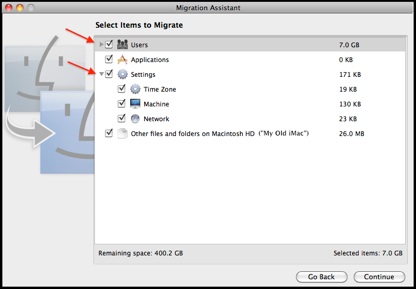 Migration Assistant
Select Items to Migrate
Users 7.0 GB
Applications 0 KB
Settings 171 KB
Time Zone 19 KB
Machine 130 KB
Network 23 KB
Other files and folders on Macintosh HD ("My Old iMac") 26.0 MB
Remaining space: 400.2 GB Selected items: 7.0 GB
Go Back Continue